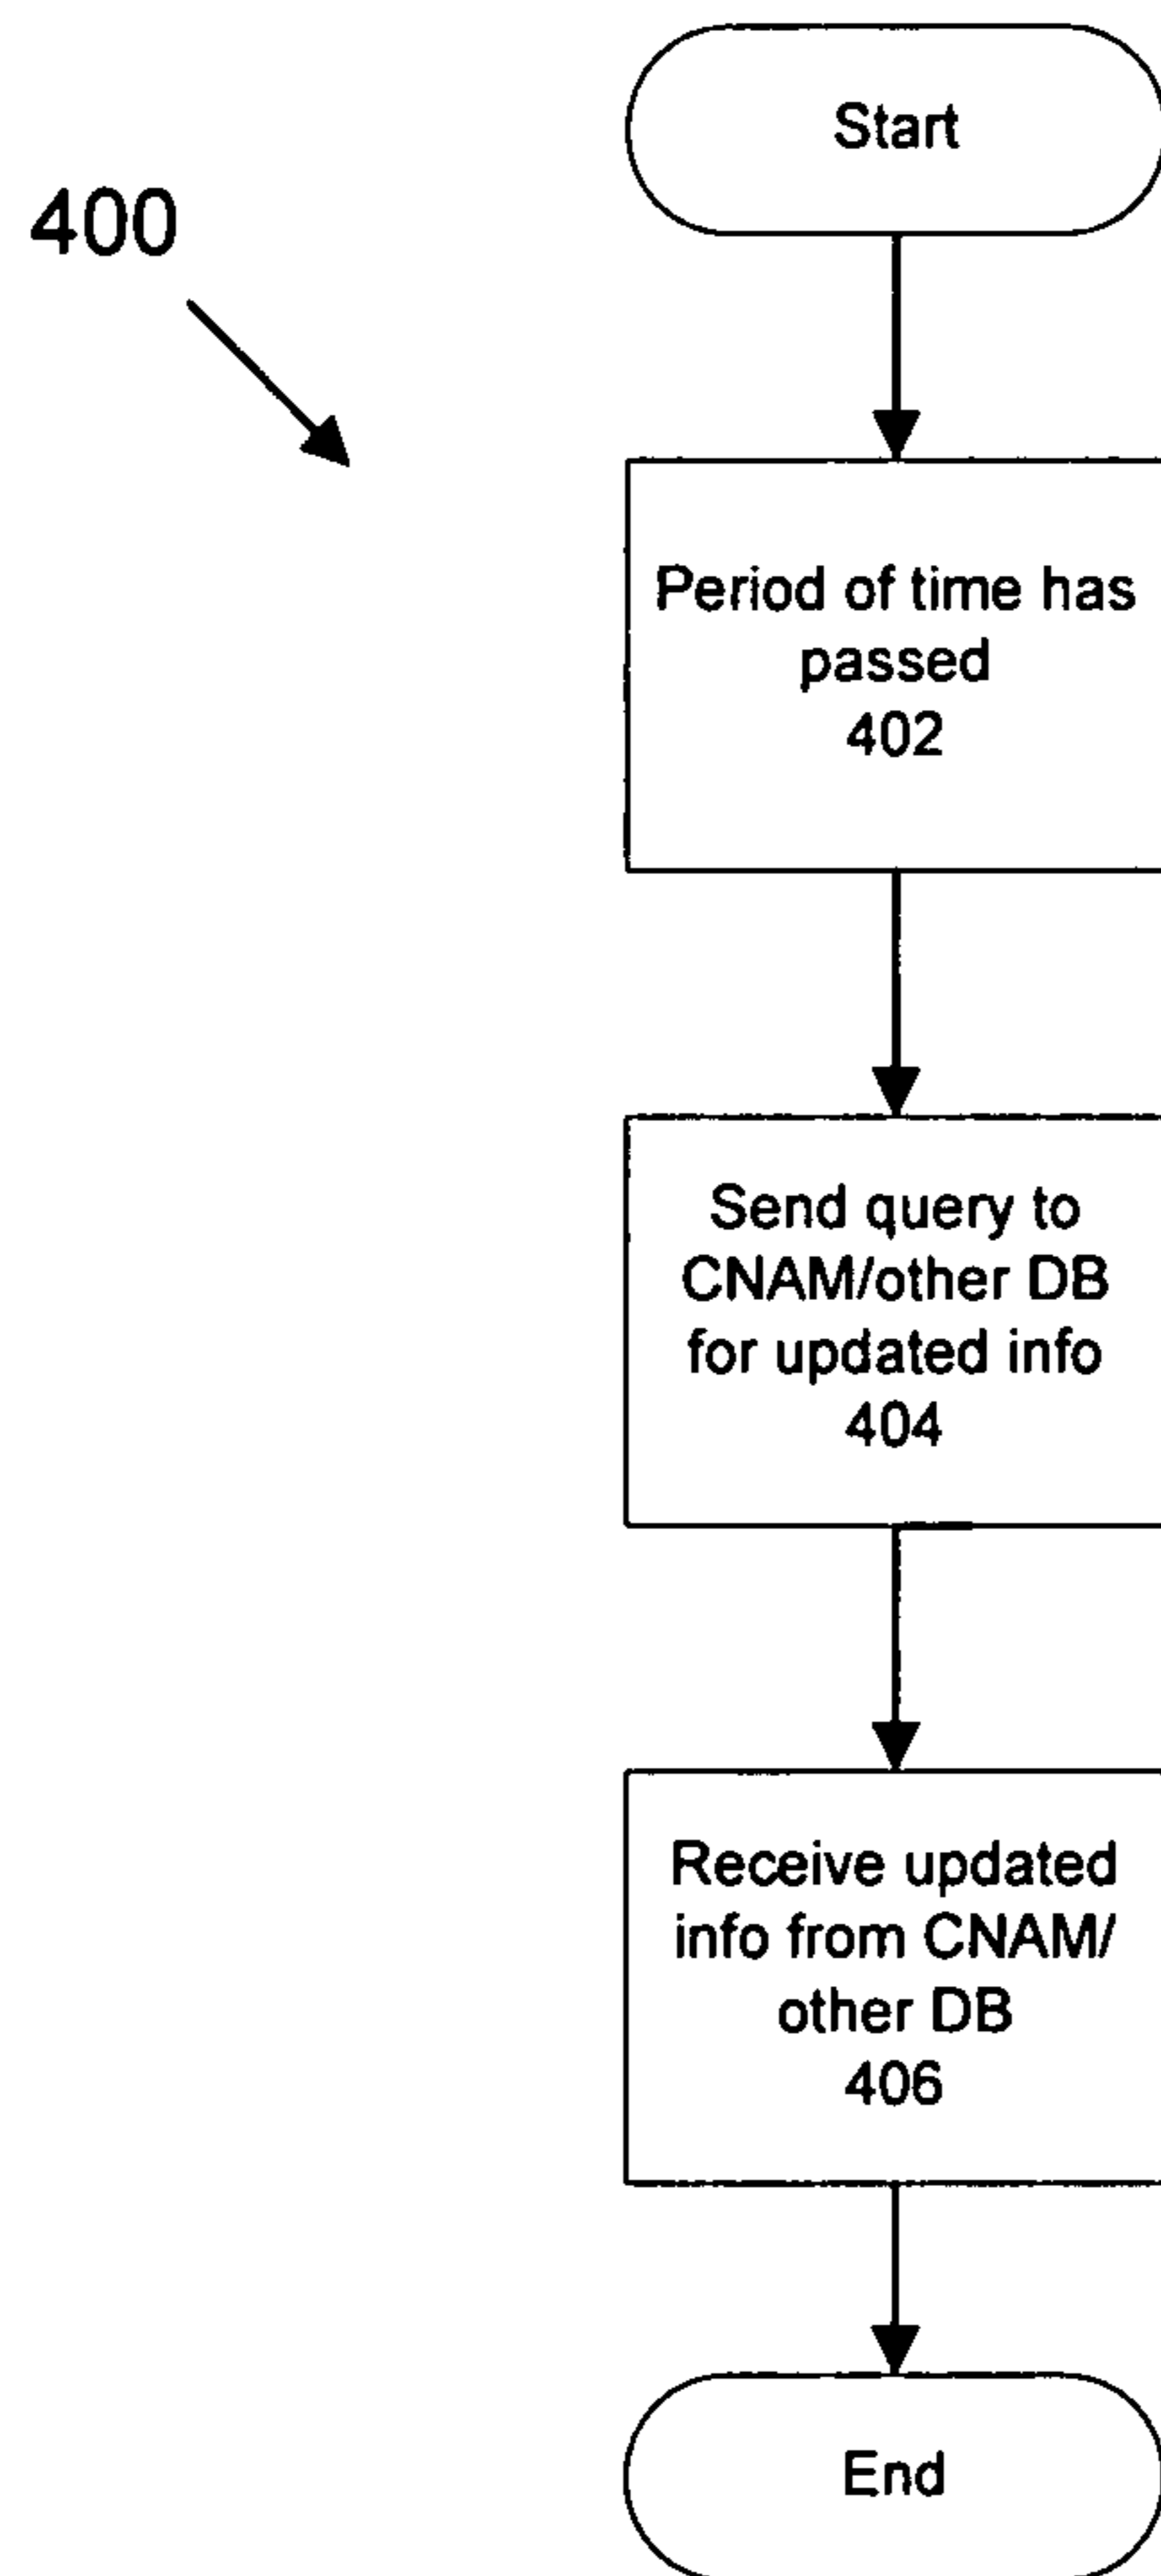 Start
400
Period of time has
passed
402
Send query to
CNAM/other DB
for updated info
404
Receive updated
info from CNAM/
other DB
406
End